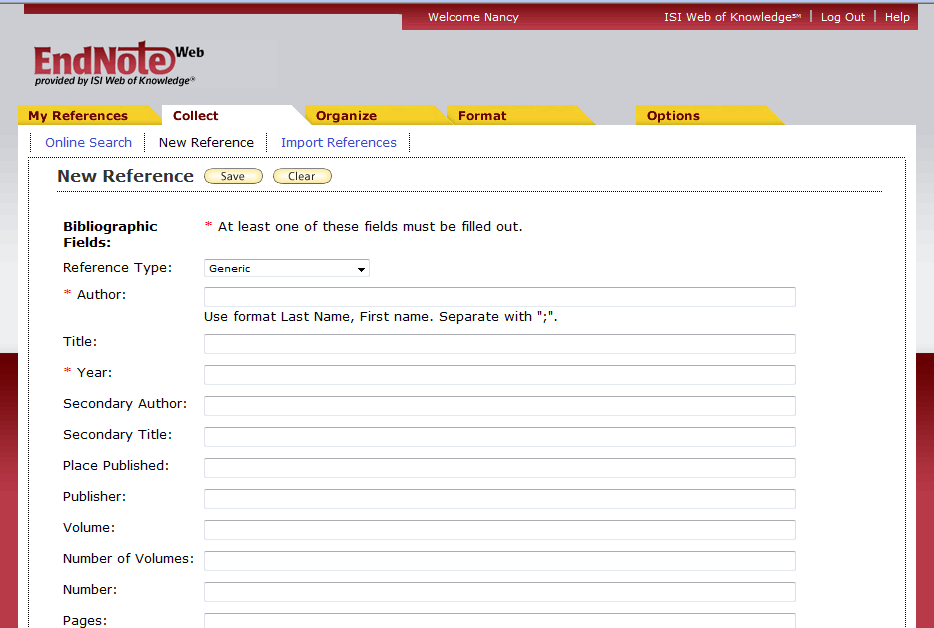 Welcome Nancy ISI Web of Knowledge℠ | Log Out | Help
EndNote Web
provided by ISI Web of Knowledge®
My References Collect Organize Format Options
Online Search New Reference Import References
New Reference Save Clear
Bibliographic Fields: * At least one of these fields must be filled out.
Reference Type: Generic
* Author:
Use format Last Name, First name. Separate with ";".
Title:
* Year:
Secondary Author:
Secondary Title:
Place Published:
Publisher:
Volume:
Number of Volumes:
Number:
Pages: